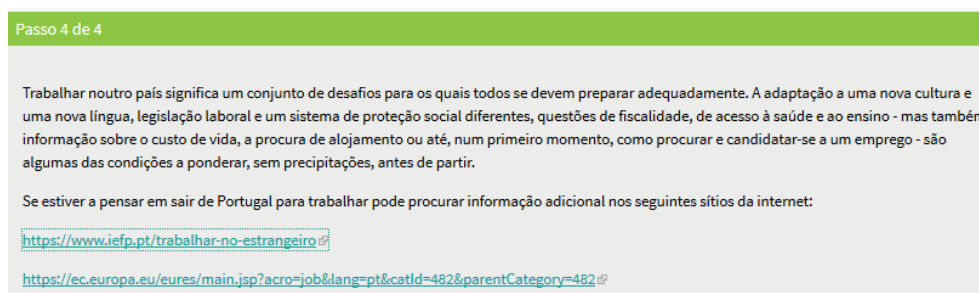 Passo 4 de 4
Trabalhar noutro país significa um conjunto de desafios para os quais todos se devem preparar adequadamente. A adaptação a uma nova cultura e
uma nova língua, legislação laboral e um sistema de proteção social diferentes, questões de fiscalidade, de acesso à saúde e ao ensino - mas também
informação sobre o custo de vida, a procura de alojamento ou até, num primeiro momento, como procurar e candidatar-se a um emprego - são
algumas das condições a ponderar, sem precipitações, antes de partir.
Se estiver a pensar em sair de Portugal para trabalhar pode procurar informação adicional nos seguintes sítios da internet:
https://www.iefp.pt/trabalhar-no-estrangeiro
https://ec.europa.eu/eures/main.jsp?acro=job&lang=pt&catId=482&parentCategory=482